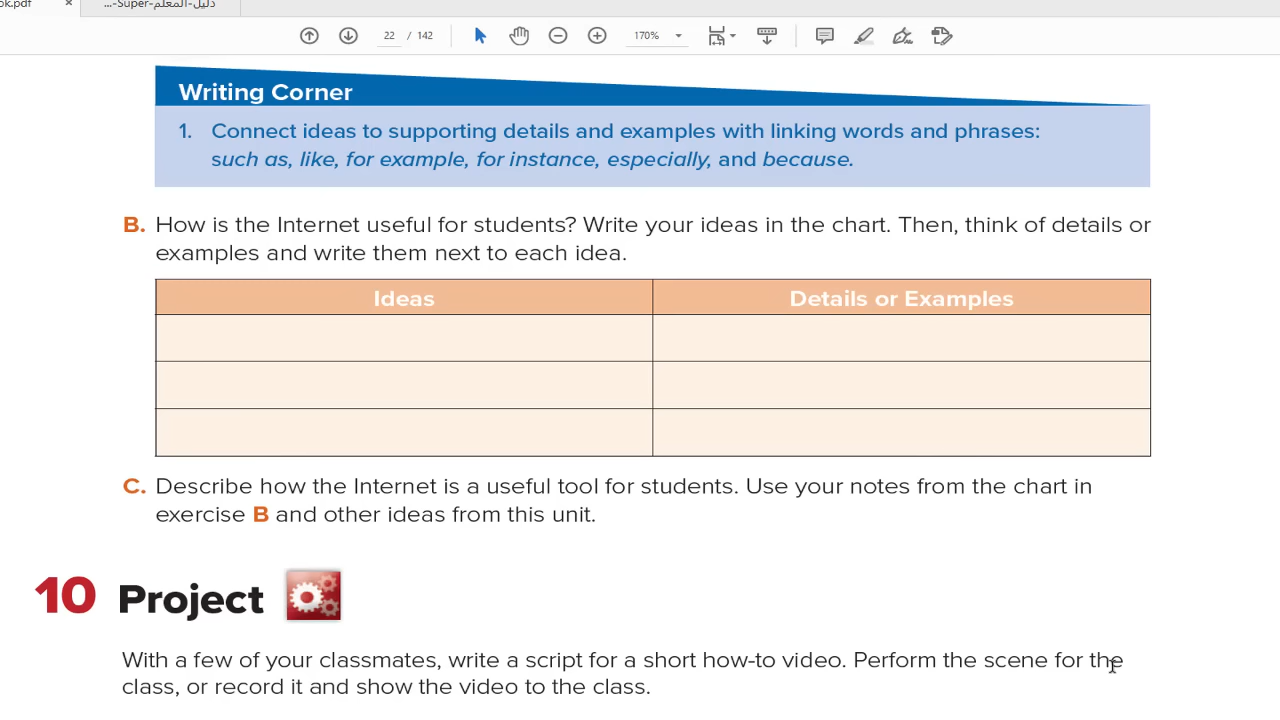 ok.pdf × ...-Super-دليل-المعلم
22 / 142 170%
Writing Corner
1. Connect ideas to supporting details and examples with linking words and phrases:
such as, like, for example, for instance, especially, and because.
B. How is the Internet useful for students? Write your ideas in the chart. Then, think of details or
examples and write them next to each idea.
Ideas Details or Examples
C. Describe how the Internet is a useful tool for students. Use your notes from the chart in
exercise B and other ideas from this unit.
10 Project
With a few of your classmates, write a script for a short how-to video. Perform the scene for the
class, or record it and show the video to the class.